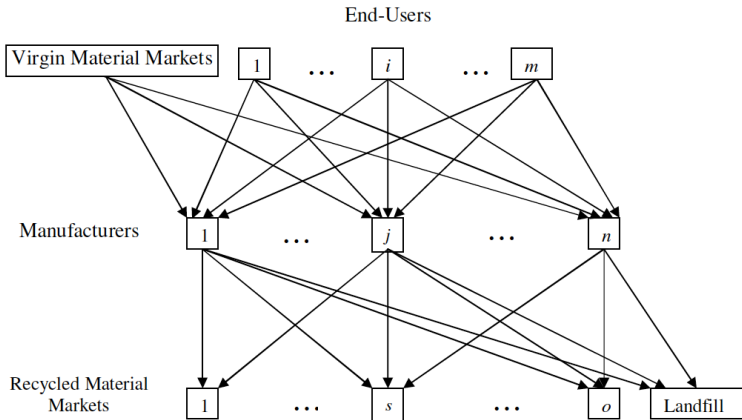 End-Users
Virgin Material Markets 1 ... i ... m
Manufacturers 1 ... j ... n
Recycled Material
Markets 1 ... s ... o Landfill